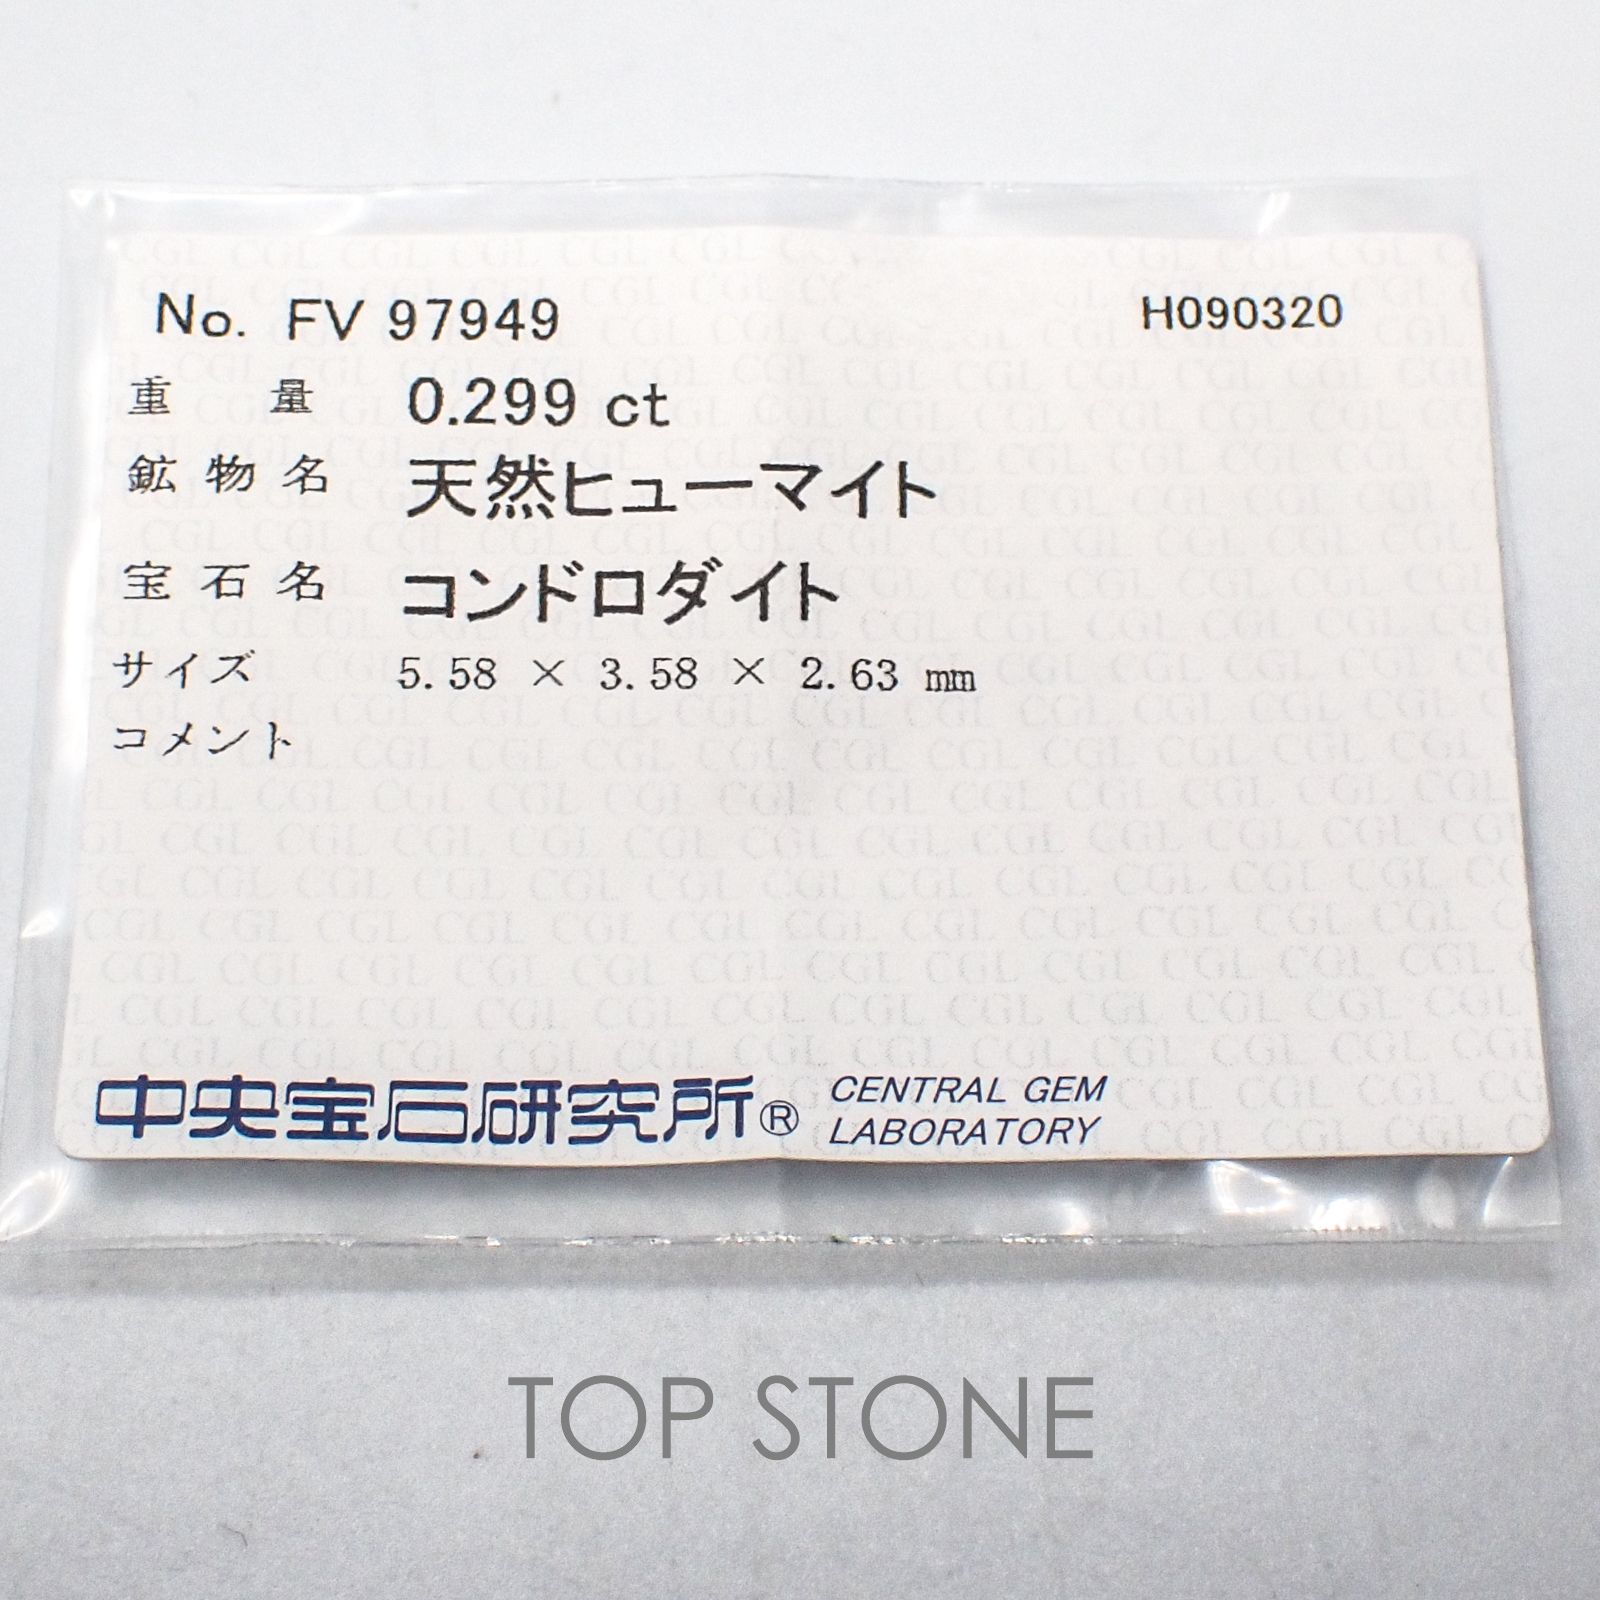 No. FV 97949 H090320
重量 0.299 ct
鉱物名 天然ヒューマイト
宝石名 コンドロダイト
サイズ 5.58 × 3.58 × 2.63 mm
コメント
中央宝石研究所® CENTRAL GEM
LABORATORY
TOP STONE